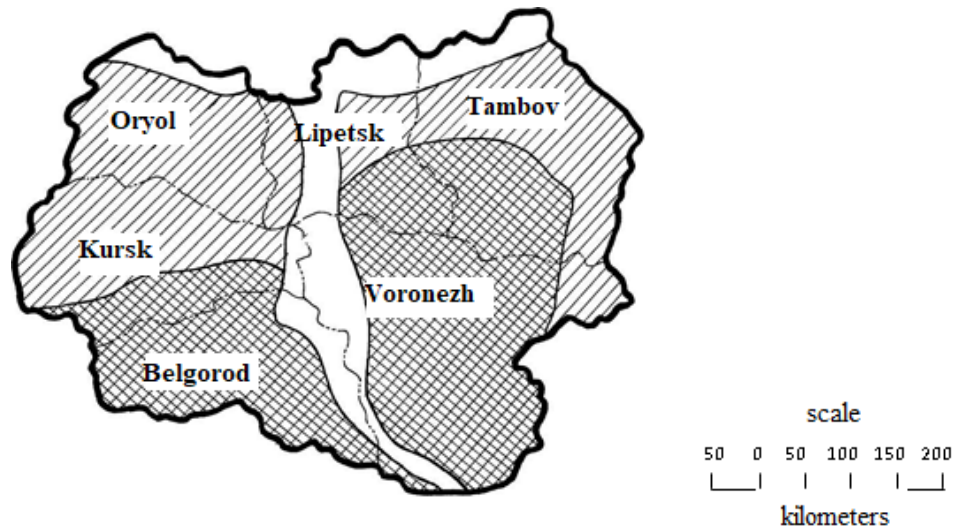 Oryol
Tambov
Lipetsk
Kursk
Voronezh
Belgorod
scale
50 0 50 100 150 200
kilometers